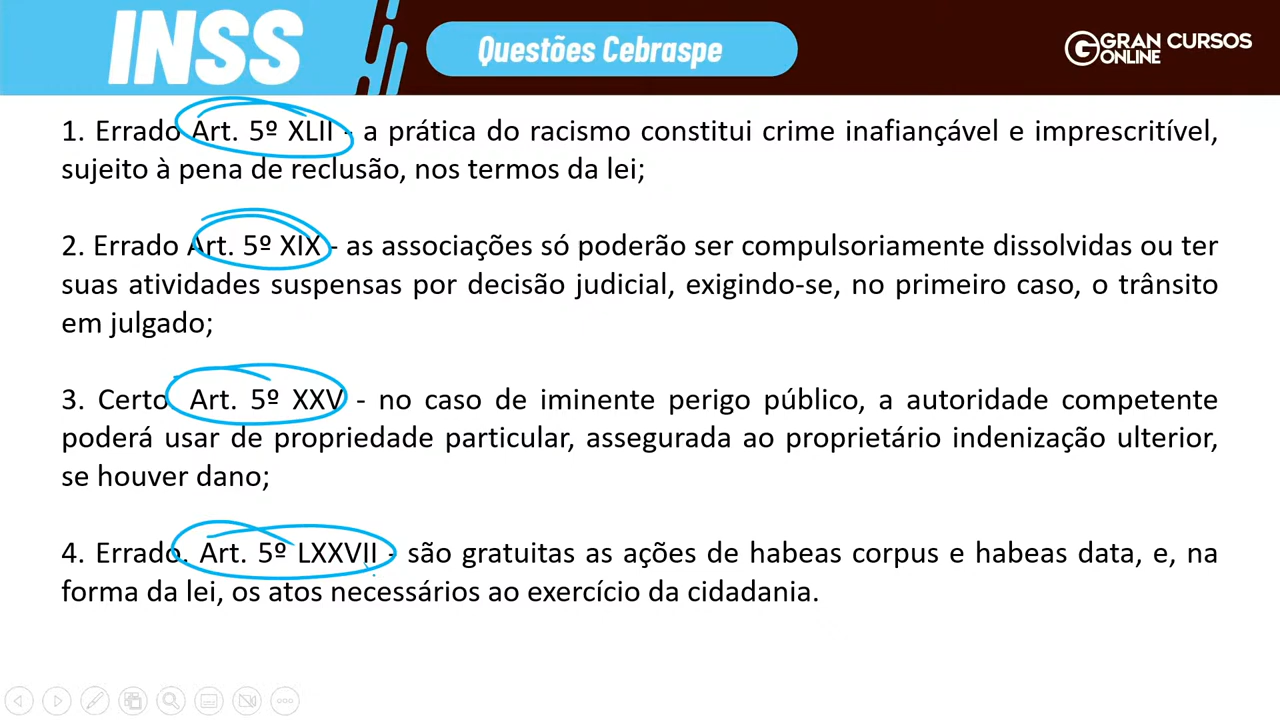 INSS
Questões Cebraspe
GRAN CURSOS
ONLINE
1. Errado Art. 5º XLII - a prática do racismo constitui crime inafiançável e imprescritível,
sujeito à pena de reclusão, nos termos da lei;
2. Errado Art. 5º XIX - as associações só poderão ser compulsoriamente dissolvidas ou ter
suas atividades suspensas por decisão judicial, exigindo-se, no primeiro caso, o trânsito
em julgado;
3. Certo. Art. 5º XXV - no caso de iminente perigo público, a autoridade competente
poderá usar de propriedade particular, assegurada ao proprietário indenização ulterior,
se houver dano;
4. Errado. Art. 5º LXXVII - são gratuitas as ações de habeas corpus e habeas data, e, na
forma da lei, os atos necessários ao exercício da cidadania.